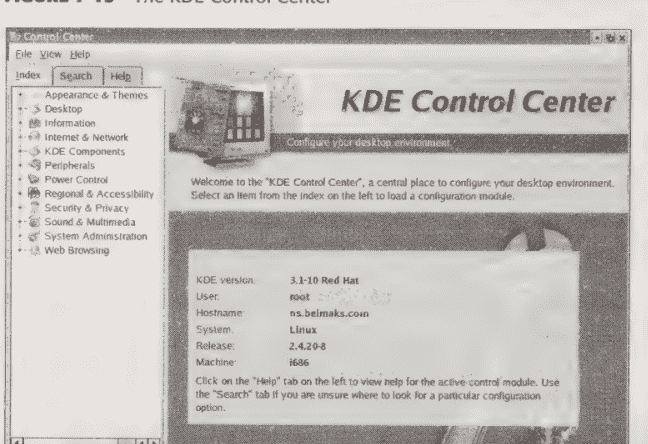 The KDE Control Center
Control Center
File View Help
Index Search Help
Appearance & Themes
Desktop
Information
Internet & Network
KDE Components
Peripherals
Power Control
Regional & Accessibility
Security & Privacy
Sound & Multimedia
System Administration
Web Browsing
KDE Control Center
Configure your desktop environment.
Welcome to the "KDE Control Center", a central place to configure your desktop environment.
Select an item from the index on the left to load a configuration module.
KDE version: 3.1-10 Red Hat
User: root
Hostname: ns.belmaks.com
System: Linux
Release: 2.4.20-8
Machine: i686
Click on the "Help" tab on the left to view help for the active control module. Use
the "Search" tab if you are unsure where to look for a particular configuration
option.